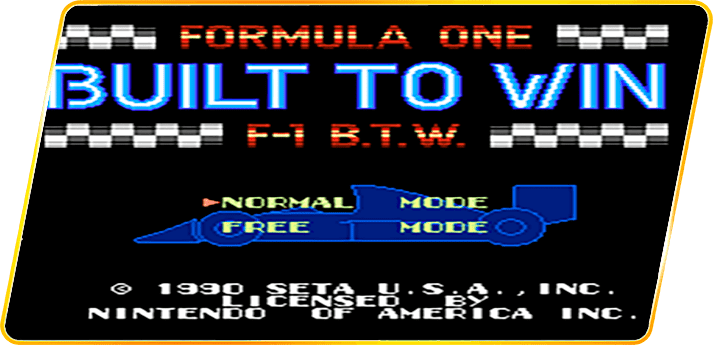 FORMULA ONE
BUILT TO WIN
F-1 B.T.W.
►NORMAL MODE
FREE MODE
© 1990 SETA U.S.A.,INC.
LICENSED BY
NINTENDO OF AMERICA INC.